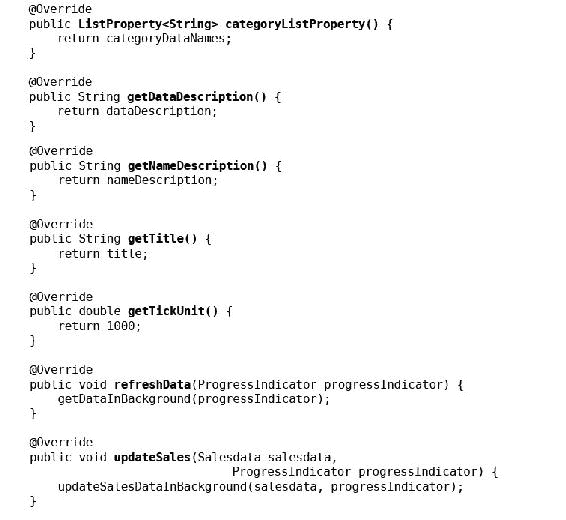 @Override
public ListProperty<String> categoryListProperty() {
    return categoryDataNames;
}
@Override
public String getDataDescription() {
    return dataDescription;
}
@Override
public String getNameDescription() {
    return nameDescription;
}
@Override
public String getTitle() {
    return title;
}
@Override
public double getTickUnit() {
    return 1000;
}
@Override
public void refreshData(ProgressIndicator progressIndicator) {
    getDataInBackground(progressIndicator);
}
@Override
public void updateSales(Salesdata salesdata,
                             ProgressIndicator progressIndicator) {
    updateSalesDataInBackground(salesdata, progressIndicator);
}